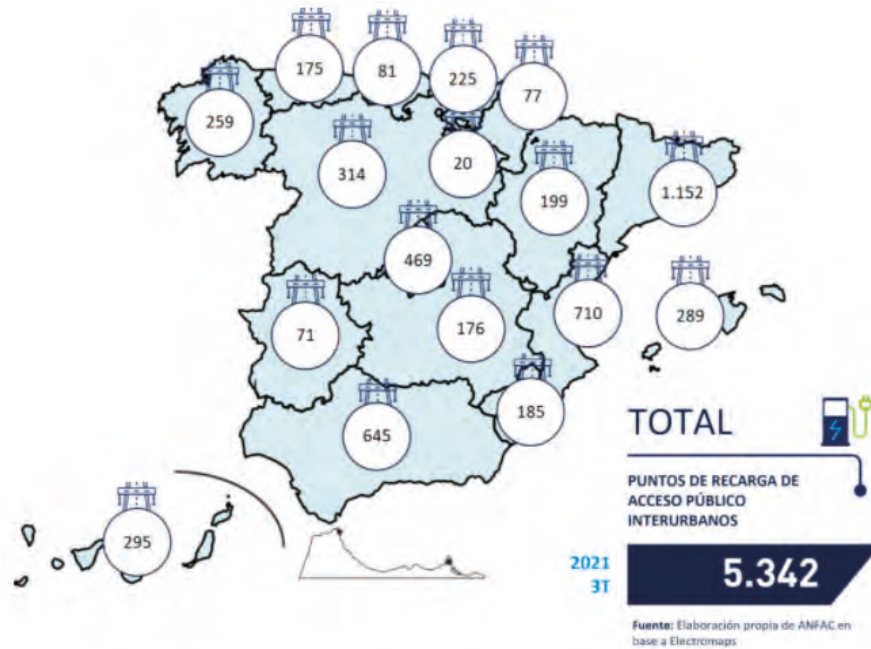 175
81
225
77
259
314
20
199
1.152
469
71
176
710
289
645
185
295
TOTAL
PUNTOS DE RECARGA DE
ACCESO PÚBLICO
INTERURBANOS
2021
3T
5.342
Fuente: Elaboración propia de ANFAC en
base a Electromaps